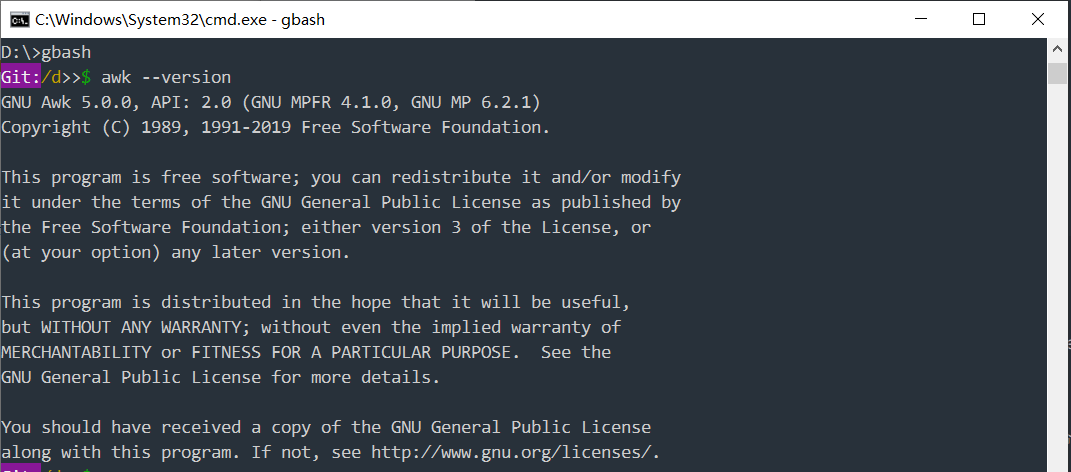 C:\Windows\System32\cmd.exe - gbash
D:\>gbash
Git:/d>>$ awk --version
GNU Awk 5.0.0, API: 2.0 (GNU MPFR 4.1.0, GNU MP 6.2.1)
Copyright (C) 1989, 1991-2019 Free Software Foundation.
This program is free software; you can redistribute it and/or modify
it under the terms of the GNU General Public License as published by
the Free Software Foundation; either version 3 of the License, or
(at your option) any later version.
This program is distributed in the hope that it will be useful,
but WITHOUT ANY WARRANTY; without even the implied warranty of
MERCHANTABILITY or FITNESS FOR A PARTICULAR PURPOSE.  See the
GNU General Public License for more details.
You should have received a copy of the GNU General Public License
along with this program. If not, see http://www.gnu.org/licenses/.